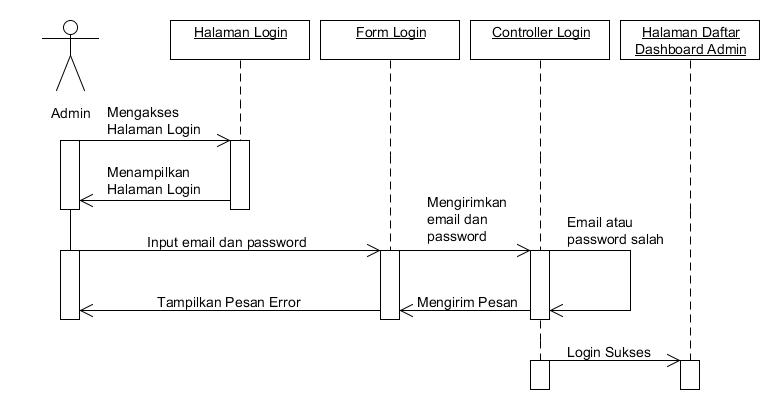 Halaman Login
Form Login
Controller Login
Halaman Daftar
Dashboard Admin
Admin
Mengakses
Halaman Login
Menampilkan
Halaman Login
Mengirimkan
email dan
password
Email atau
password salah
Input email dan password
Tampilkan Pesan Error
Mengirim Pesan
Login Sukses